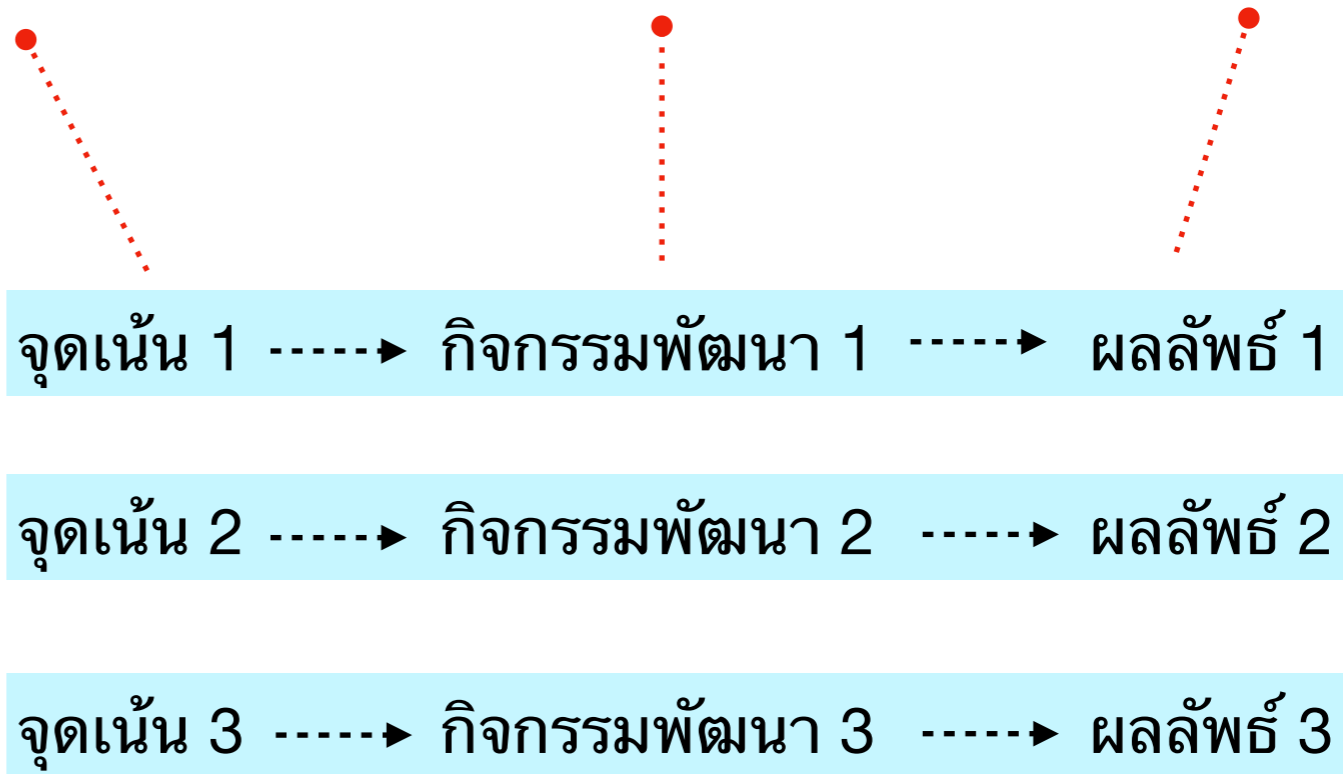 จุดเน้น 1 กิจกรรมพัฒนา 1 ผลลัพธ์ 1
จุดเน้น 2 กิจกรรมพัฒนา 2 ผลลัพธ์ 2
จุดเน้น 3 กิจกรรมพัฒนา 3 ผลลัพธ์ 3